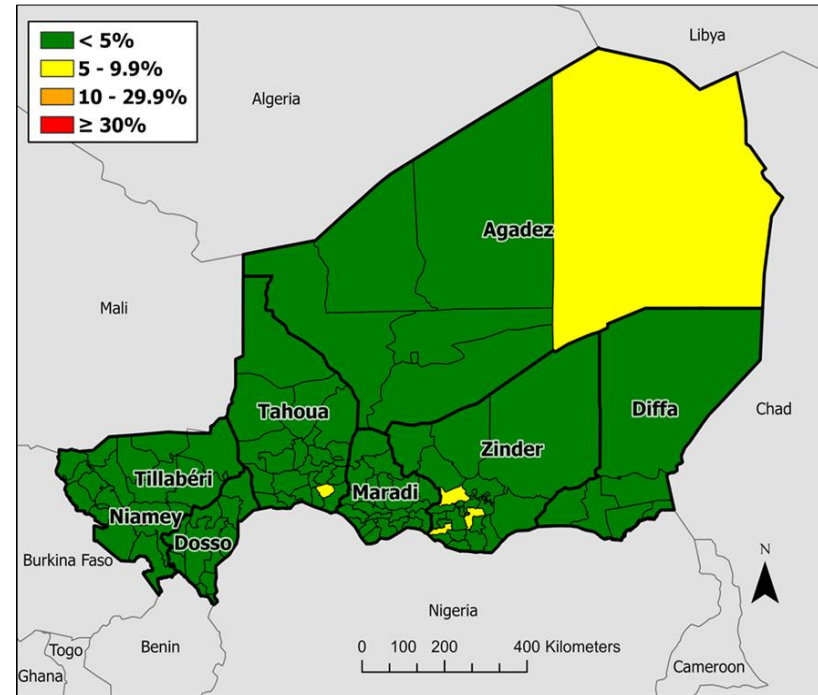 < 5%
5 - 9.9%
10 - 29.9%
≥ 30%
Libya
Algeria
Agadez
Mali
Tahoua
Diffa
Chad
Zinder
Tillabéri
Maradi
Niamey
Dosso
Burkina Faso
N
Nigeria
Benin
Togo
Ghana
0 100 200 400 Kilometers
Cameroon